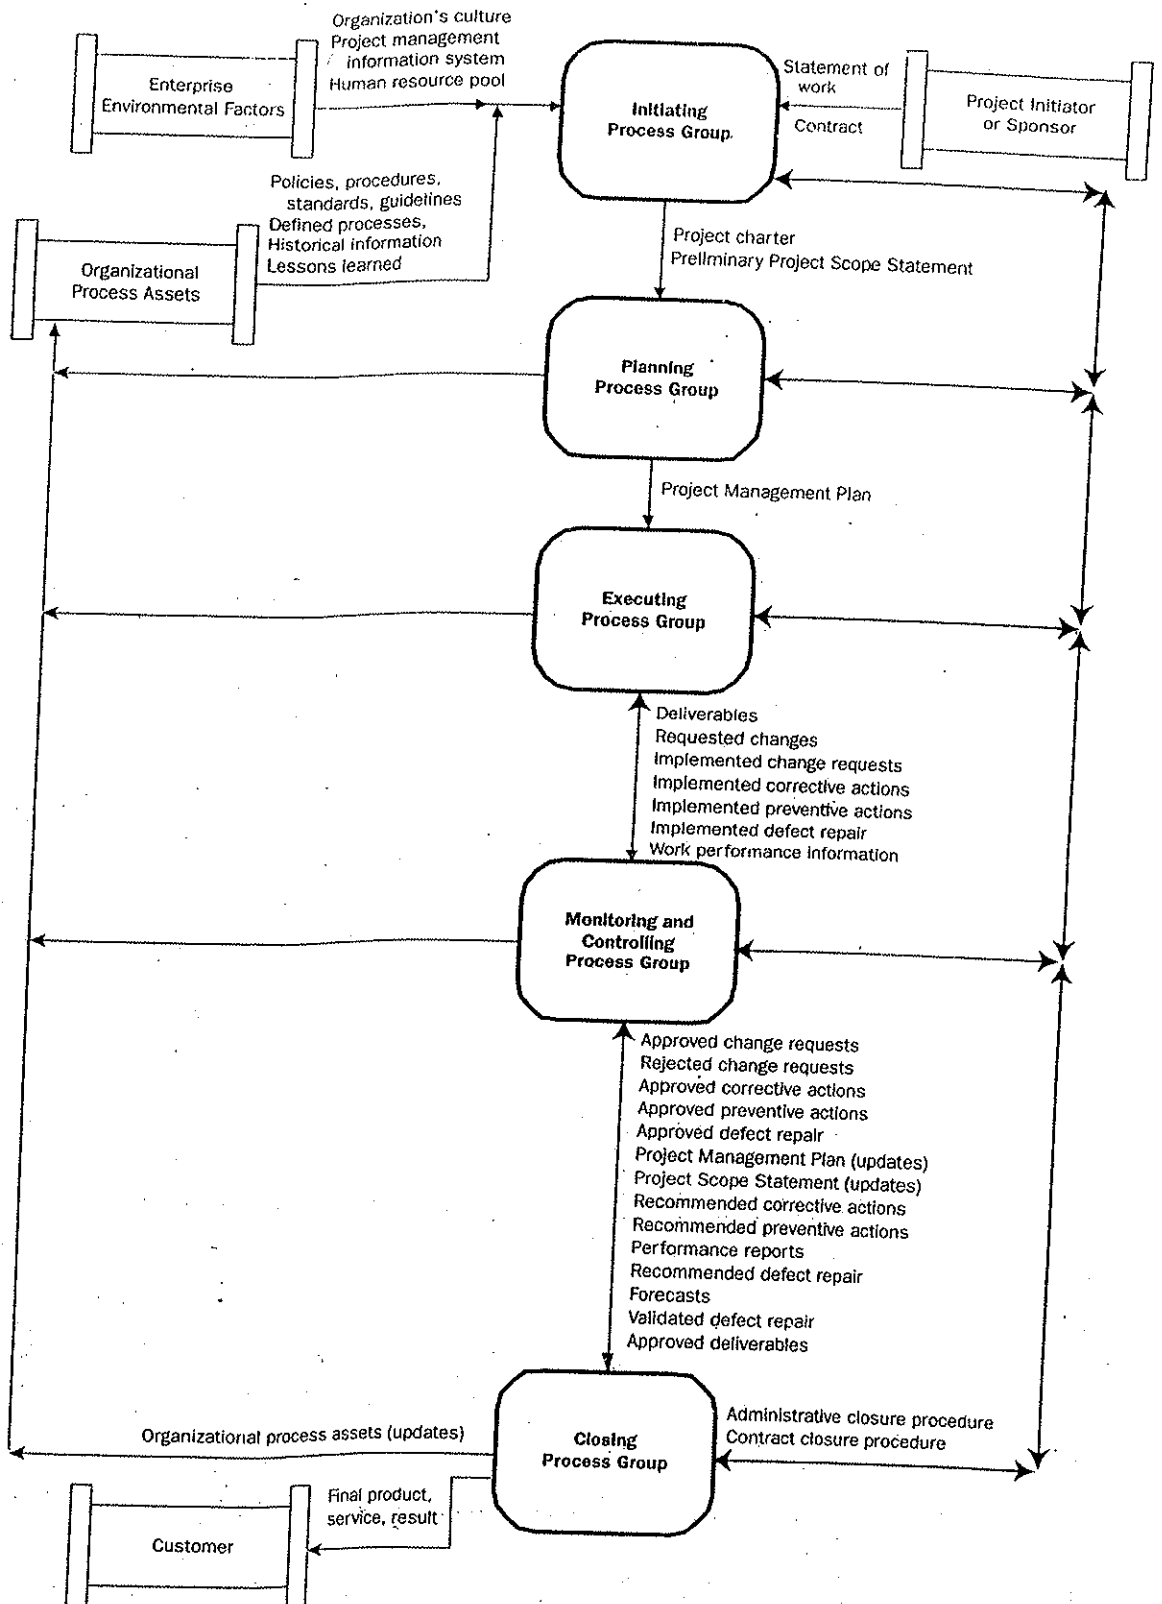 Organization's culture
Project management
information system
Human resource pool
Enterprise
Environmental Factors
Initiating
Process Group
Statement of
work
Contract
Project Initiator
or Sponsor
Policies, procedures,
standards, guidelines
Defined processes,
Historical information
Lessons learned
Organizational
Process Assets
Project charter
Preliminary Project Scope Statement
Planning
Process Group
Project Management Plan
Executing
Process Group
Deliverables
Requested changes
Implemented change requests
Implemented corrective actions
Implemented preventive actions
Implemented defect repair
Work performance information
Monitoring and
Controlling
Process Group
Approved change requests
Rejected change requests
Approved corrective actions
Approved preventive actions
Approved defect repair
Project Management Plan (updates)
Project Scope Statement (updates)
Recommended corrective actions
Recommended preventive actions
Performance reports
Recommended defect repair
Forecasts
Validated defect repair
Approved deliverables
Organizational process assets (updates)
Closing
Process Group
Administrative closure procedure
Contract closure procedure
Final product,
service, result
Customer